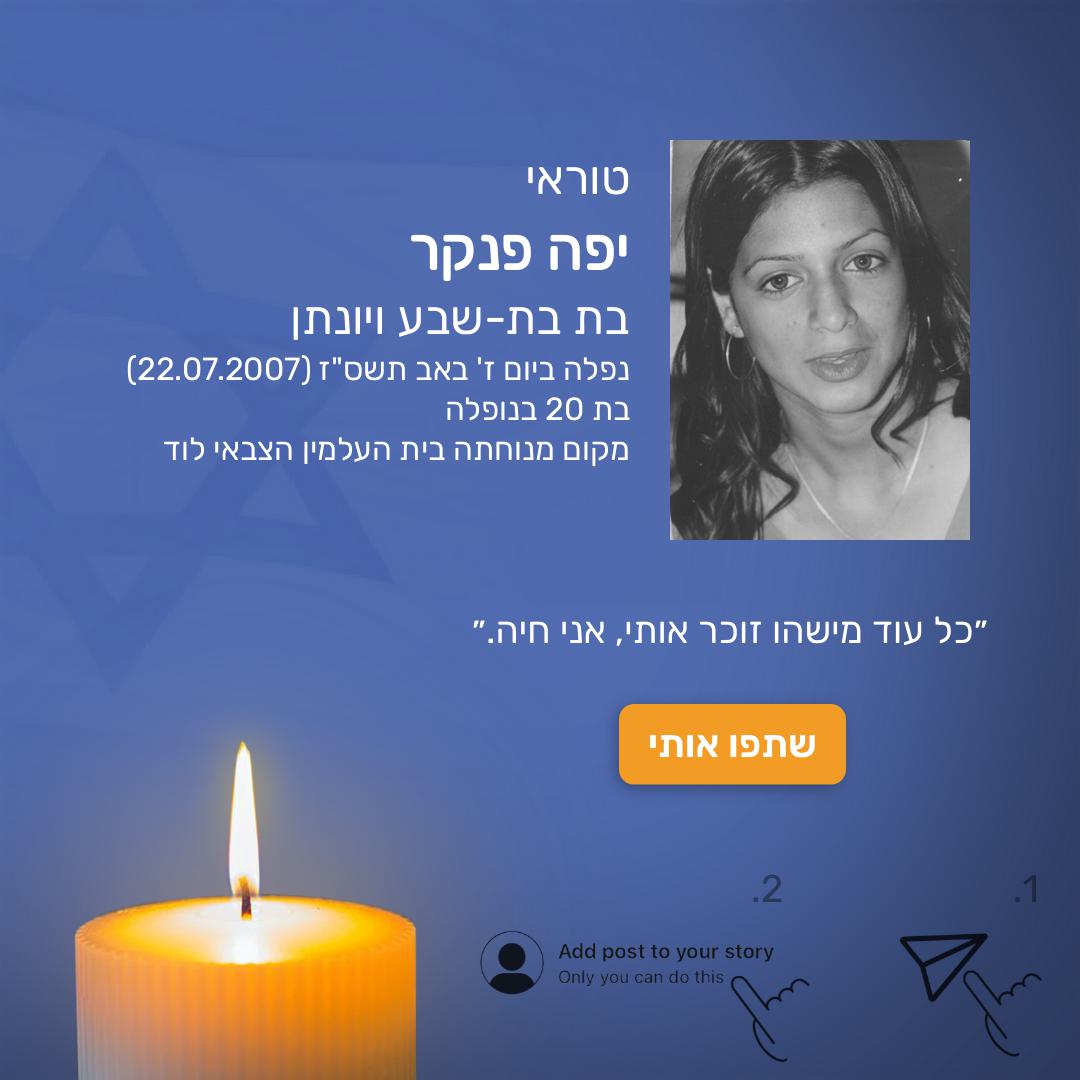 טוראי
יפה פנקר
בת בת-שבע ויונתן
נפלה ביום ז' באב תשס"ז (22.07.2007)
בת 20 בנופלה
מקום מנוחתה בית העלמין הצבאי לוד
״כל עוד מישהו זוכר אותי, אני חיה.״
שתפו אותי
1.
2.
Add post to your story
Only you can do this